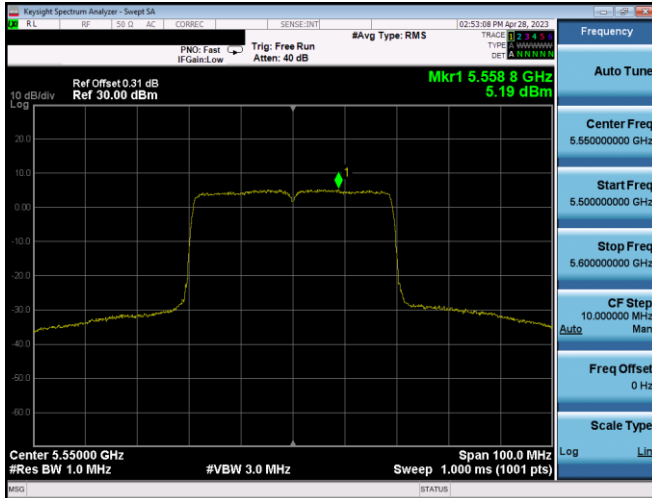 Keysight Spectrum Analyzer - Swept SA
RL RF 50 Ω AC CORREC SENSE:INT 02:53:08 PM Apr 28, 2023
#Avg Type: RMS TRACE 1 2 3 4 5 6
PNO: Fast Trig: Free Run TYPE A WWWWW
IFGain:Low Atten: 40 dB DET A N N N N N
Mkr1 5.558 8 GHz
5.19 dBm
Ref Offset 0.31 dB
10 dB/div Ref 30.00 dBm
Log
20.0
10.0
0.00
-10.0
-20.0
-30.0
-40.0
-50.0
-60.0
1
Center 5.55000 GHz Span 100.0 MHz
#Res BW 1.0 MHz #VBW 3.0 MHz Sweep 1.000 ms (1001 pts)
MSG STATUS
Frequency
Auto Tune
Center Freq
5.550000000 GHz
Start Freq
5.500000000 GHz
Stop Freq
5.600000000 GHz
CF Step
10.000000 MHz
Auto Man
Freq Offset
0 Hz
Scale Type
Log Lin